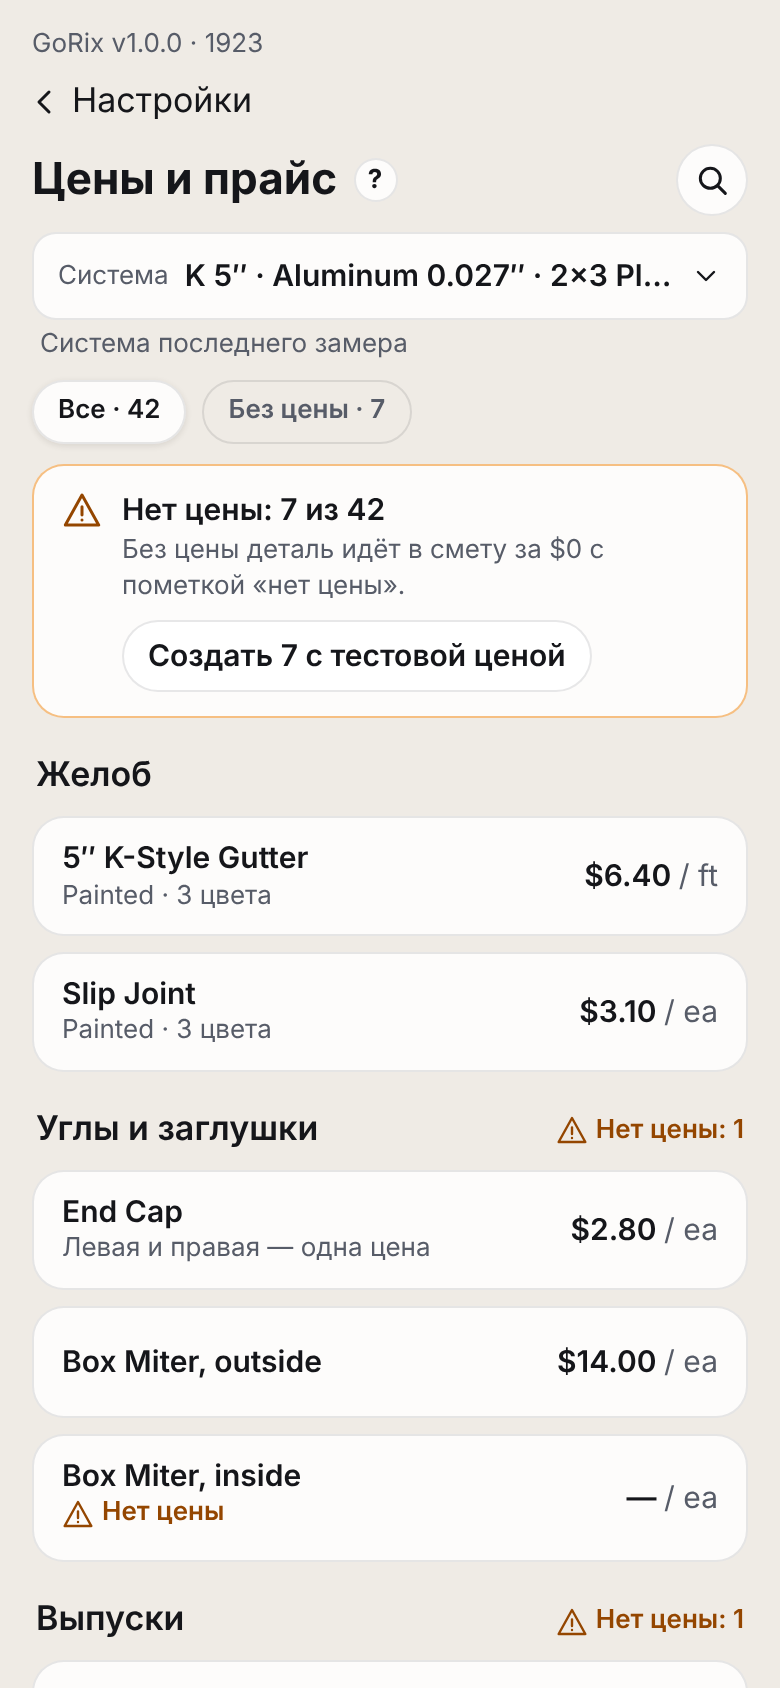 GoRix v1.0.0 · 1923
Настройки
Цены и прайс ?
Система K 5″ · Aluminum 0.027″ · 2×3 Pl...
Система последнего замера
Все · 42 Без цены · 7
Нет цены: 7 из 42
Без цены деталь идёт в смету за $0 с
пометкой «нет цены».
Создать 7 с тестовой ценой
Желоб
5″ K-Style Gutter
Painted · 3 цвета
$6.40 / ft
Slip Joint
Painted · 3 цвета
$3.10 / ea
Углы и заглушки Нет цены: 1
End Cap
Левая и правая — одна цена
$2.80 / ea
Box Miter, outside $14.00 / ea
Box Miter, inside
Нет цены
— / ea
Выпуски Нет цены: 1